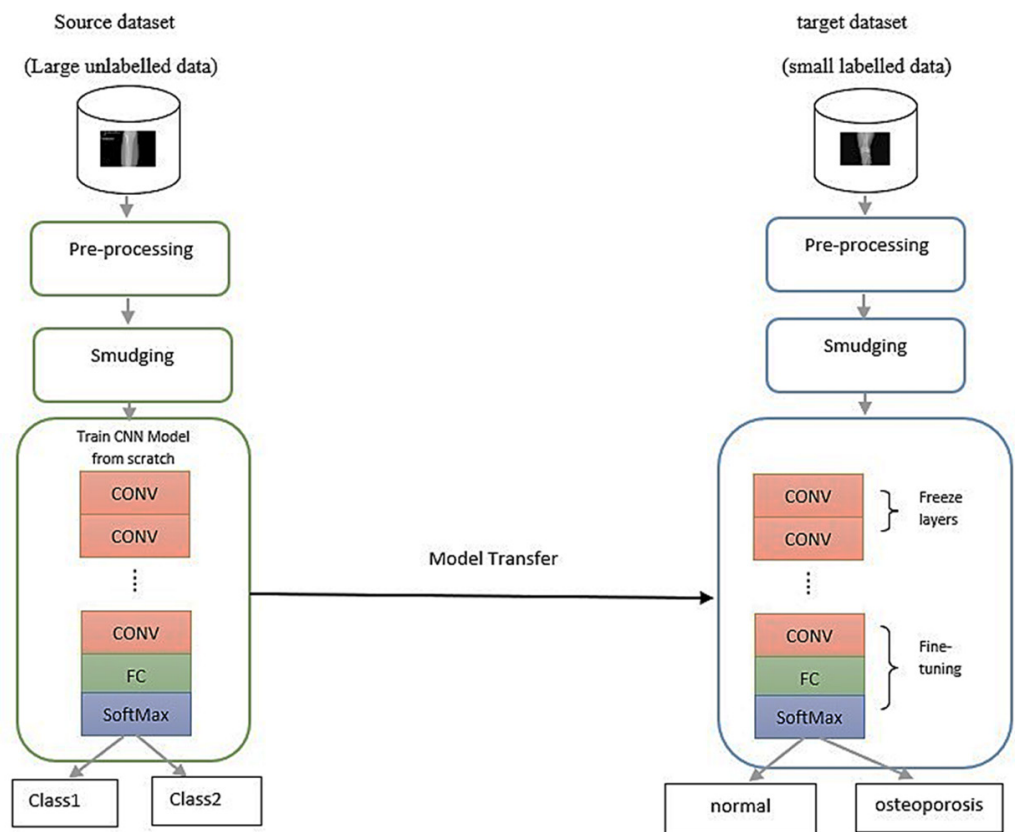 Source dataset
(Large unlabelled data)
Pre-processing
Smudging
Train CNN Model
from scratch
CONV
CONV
CONV
FC
SoftMax
Class1
Class2
Model Transfer
target dataset
(small labelled data)
Pre-processing
Smudging
CONV
CONV
Freeze
layers
CONV
FC
SoftMax
Fine-
tuning
normal
osteoporosis